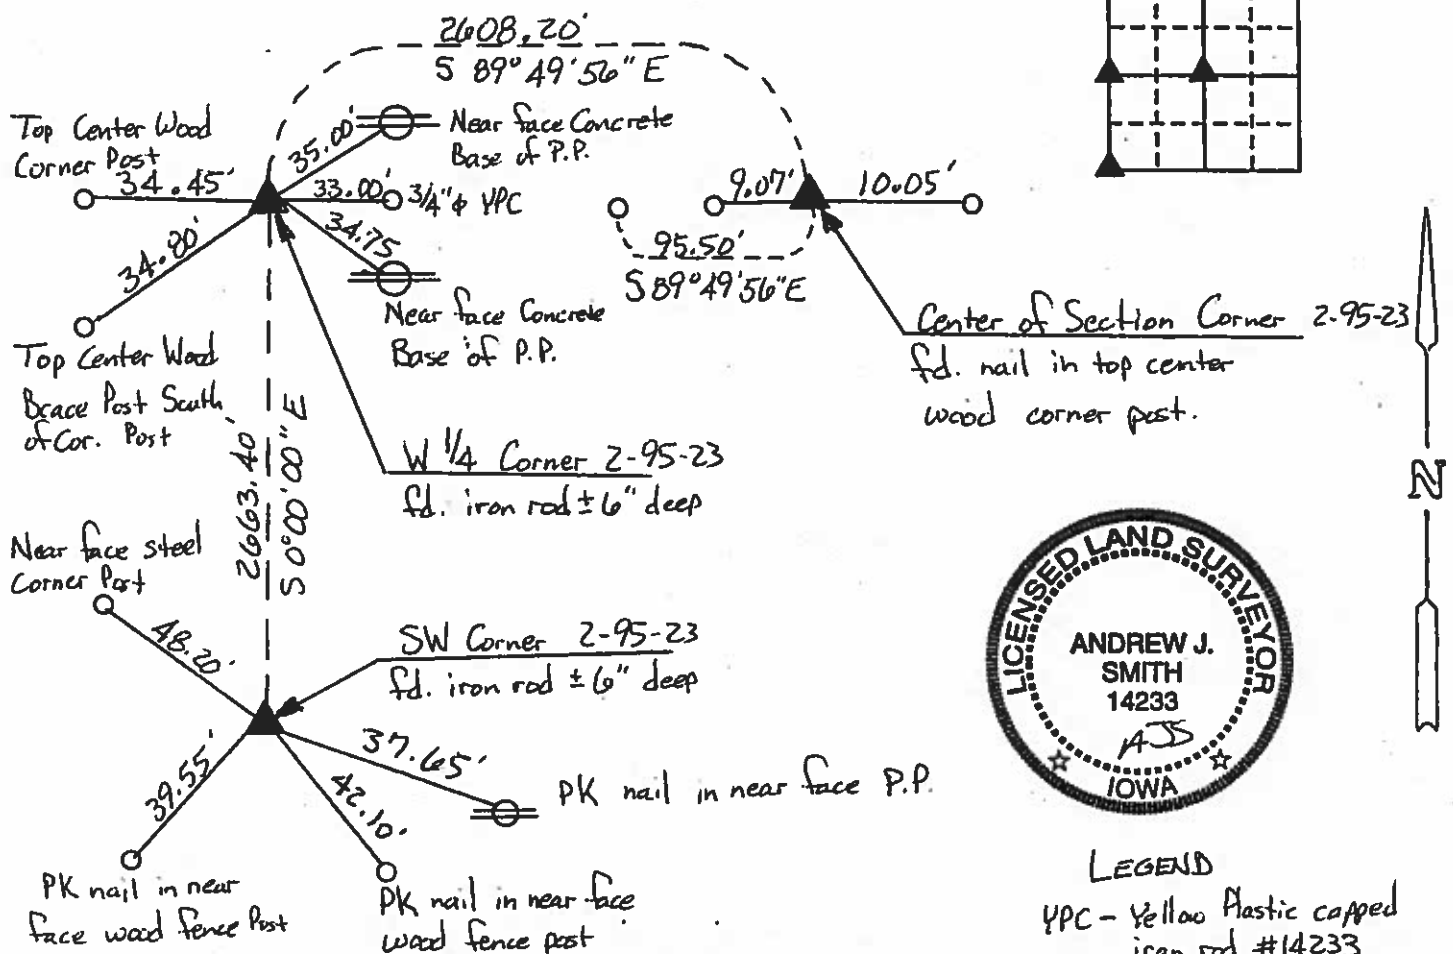 2608.20'
S 89°49'56" E
Top Center Wood
Corner Post
34.45'
35.00'
Near face Concrete
Base of P.P.
33.00'
3/4"φ YPC
34.75
34.80'
Near face Concrete
Base of P.P.
Top Center Wood
Brace Post South
of Cor. Post
9.07'
10.05'
95.50'
S 89°49'56" E
Center of Section Corner 2-95-23
fd. nail in top center
wood corner post.
W 1/4 Corner 2-95-23
fd. iron rod ± 6" deep
2663.40'
S 0°00'00" E
N
Near face steel
Corner Post
48.20'
SW Corner 2-95-23
fd. iron rod ± 6" deep
37.65'
PK nail in near face P.P.
39.55'
42.10'
PK nail in near
face wood fence Post
PK nail in near face
wood fence post
LICENSED LAND SURVEYOR
ANDREW J.
SMITH
14233
AJS
IOWA
LEGEND
YPC - Yellow Plastic capped
iron rod #14233